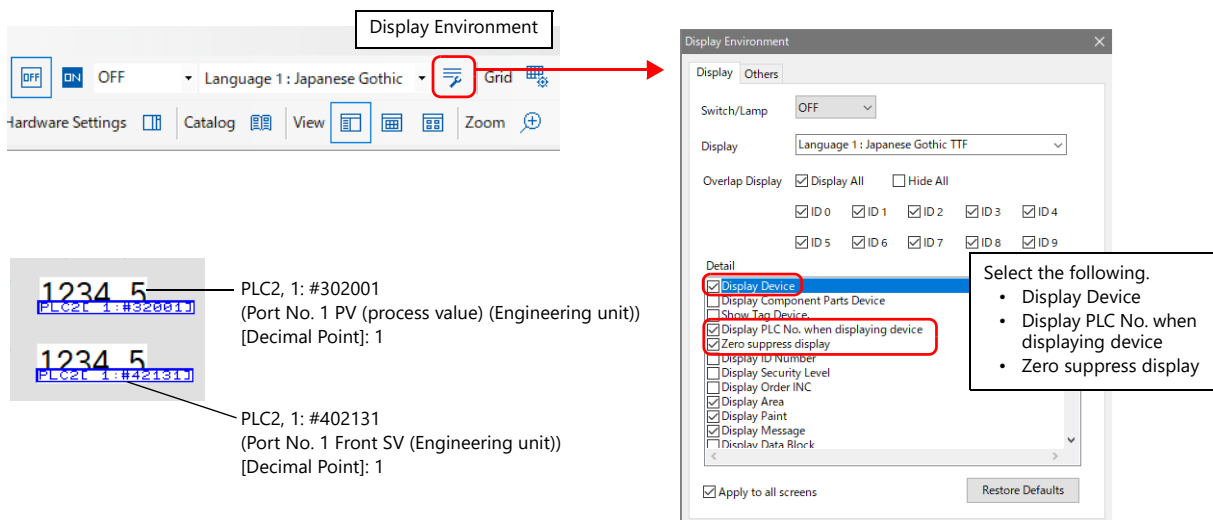 Display Environment
OFF ON OFF Language 1 : Japanese Gothic Grid
Hardware Settings Catalog View Zoom
1234 5
PLC2[ 1:#32001]
PLC2, 1: #302001
(Port No. 1 PV (process value) (Engineering unit))
[Decimal Point]: 1
1234 5
PLC2[ 1:#42131]
PLC2, 1: #402131
(Port No. 1 Front SV (Engineering unit))
[Decimal Point]: 1
Display Environment
Display Others
Switch/Lamp OFF
Display Language 1 : Japanese Gothic TTF
Overlap Display Display All Hide All
ID 0 ID 1 ID 2 ID 3 ID 4
ID 5 ID 6 ID 7 ID 8 ID 9
Detail
Display Device
Display Component Parts Device
Show Tag Device.
Display PLC No. when displaying device
Zero suppress display
Display ID Number
Display Security Level
Display Order INC
Display Area
Display Paint
Display Message
Display Data Block
Apply to all screens Restore Defaults
Select the following.
• Display Device
• Display PLC No. when
displaying device
• Zero suppress display